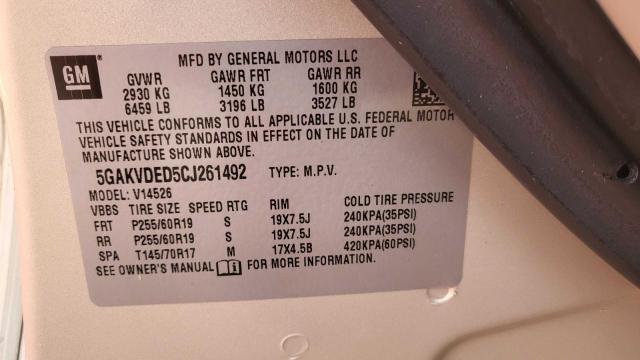 GM
MFD BY GENERAL MOTORS LLC
GVWR GAWR FRT GAWR RR
2930 KG 1450 KG 1600 KG
6459 LB 3196 LB 3527 LB
THIS VEHICLE CONFORMS TO ALL APPLICABLE U.S. FEDERAL MOTOR
VEHICLE SAFETY STANDARDS IN EFFECT ON THE DATE OF
MANUFACTURE SHOWN ABOVE.
5GAKVDED5CJ261492 TYPE: M.P.V.
MODEL: V14526
VBBS TIRE SIZE SPEED RTG RIM COLD TIRE PRESSURE
FRT P255/60R19 S 19X7.5J 240KPA(35PSI)
RR P255/60R19 S 19X7.5J 240KPA(35PSI)
SPA T145/70R17 M 17X4.5B 420KPA(60PSI)
SEE OWNER'S MANUAL FOR MORE INFORMATION.